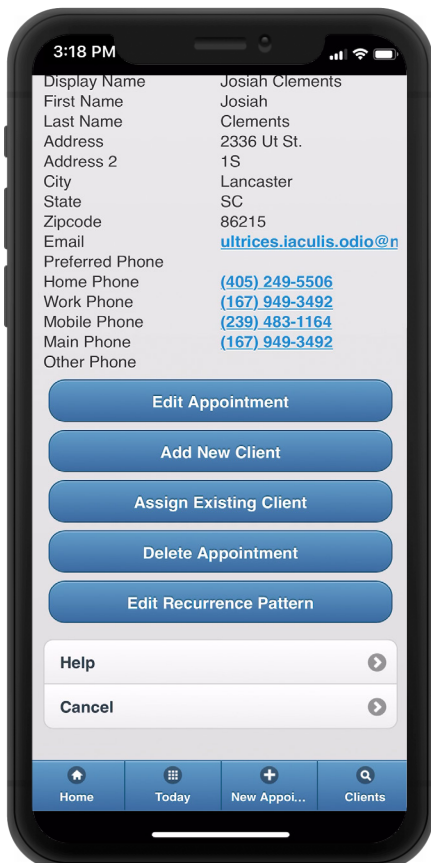 3:18 PM
Display Name Josiah Clements
First Name Josiah
Last Name Clements
Address 2336 Ut St.
Address 2 1S
City Lancaster
State SC
Zipcode 86215
Email ultrices.iaculis.odio@n
Preferred Phone
Home Phone (405) 249-5506
Work Phone (167) 949-3492
Mobile Phone (239) 483-1164
Main Phone (167) 949-3492
Other Phone
Edit Appointment
Add New Client
Assign Existing Client
Delete Appointment
Edit Recurrence Pattern
Help
Cancel
Home Today New Appoi... Clients